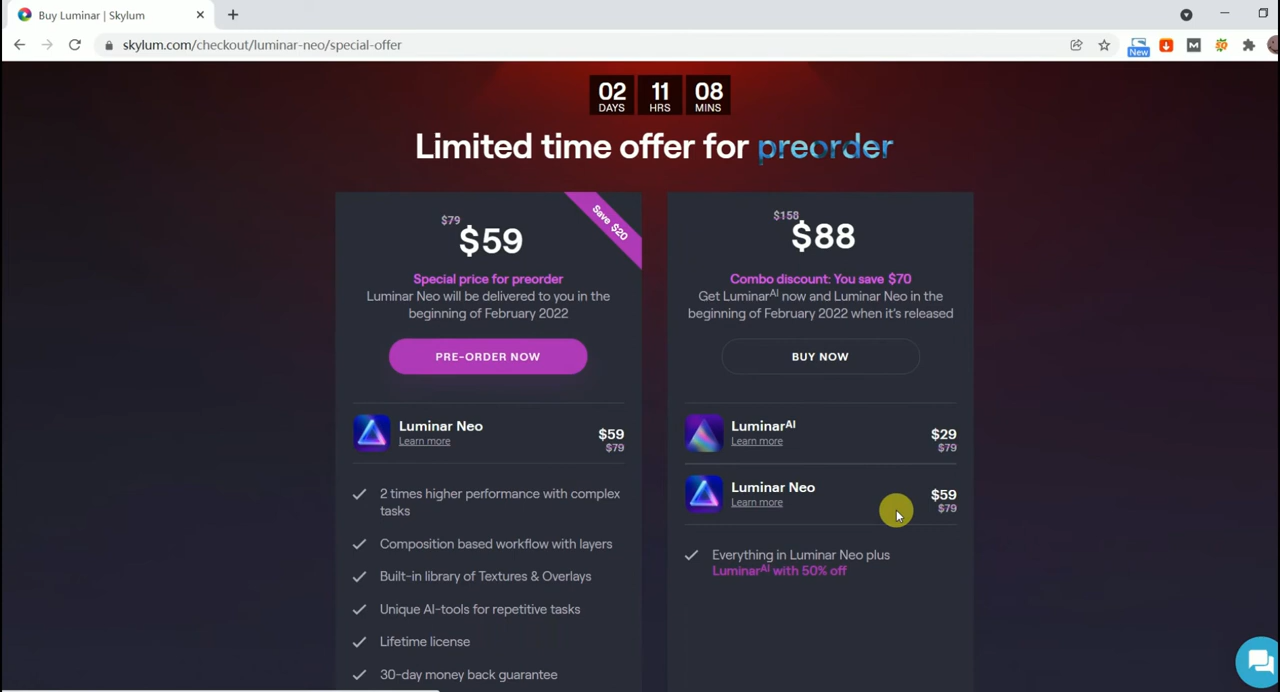 Buy Luminar | Skylum
skylum.com/checkout/luminar-neo/special-offer
New
02
DAYS
11
HRS
08
MINS
Limited time offer for preorder
$79
$59
Save $20
Special price for preorder
Luminar Neo will be delivered to you in the
beginning of February 2022
PRE-ORDER NOW
Luminar Neo
Learn more
$59
$79
2 times higher performance with complex
tasks
Composition based workflow with layers
Built-in library of Textures & Overlays
Unique AI-tools for repetitive tasks
Lifetime license
30-day money back guarantee
$158
$88
Combo discount: You save $70
Get LuminarAI now and Luminar Neo in the
beginning of February 2022 when it's released
BUY NOW
LuminarAI
Learn more
$29
$79
Luminar Neo
Learn more
$59
$79
Everything in Luminar Neo plus
LuminarAI with 50% off